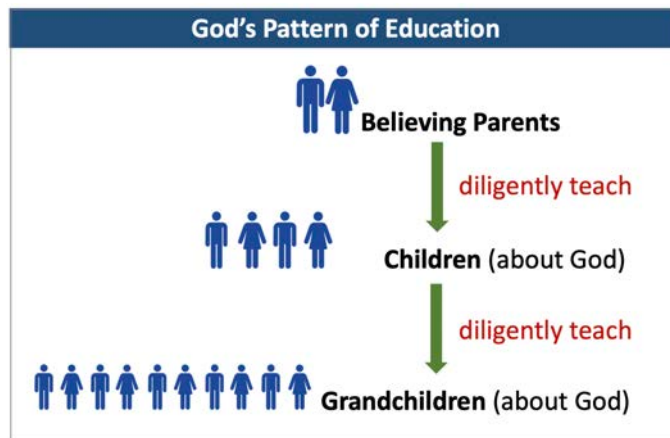 God's Pattern of Education
Believing Parents
diligently teach
Children (about God)
diligently teach
Grandchildren (about God)